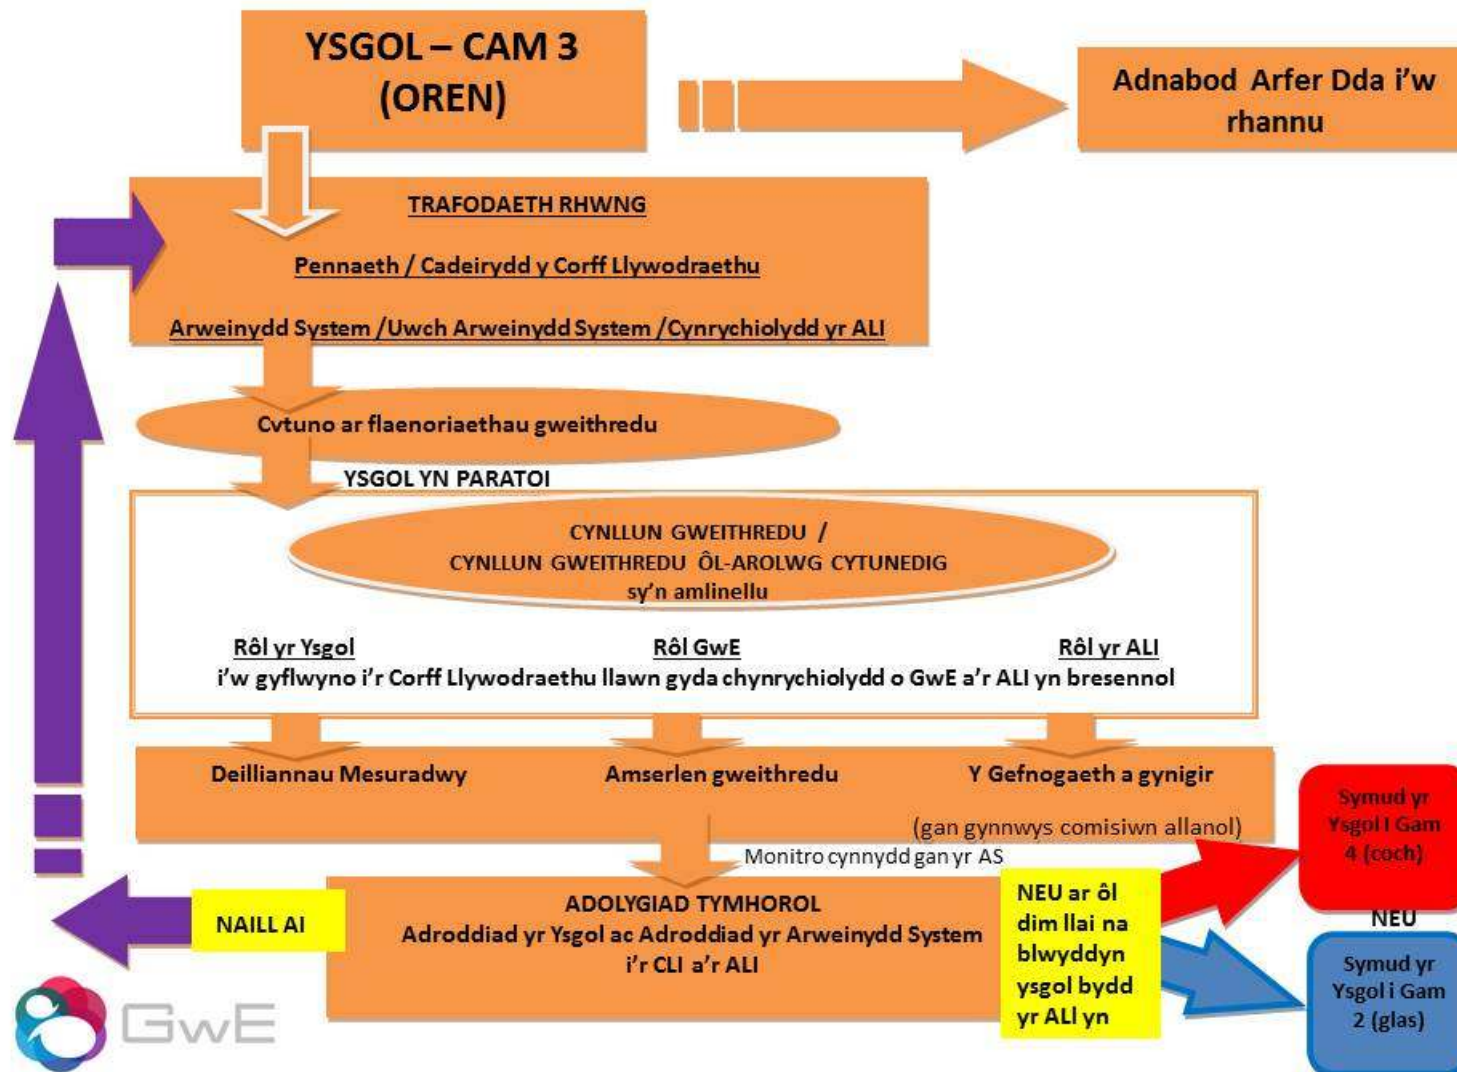 YSGOL – CAM 3
(OREN)
Adnabod Arfer Dda i'w
rhannu
TRAFODAETH RHWNG
Pennaeth / Cadeirydd y Corff Llywodraethu
Arweinydd System /Uwch Arweinydd System /Cynrychiolydd yr ALI
Cytuno ar flaenoriaethau gweithredu
YSGOL YN PARATOI
CYNLLUN GWEITHREDU /
CYNLLUN GWEITHREDU ÔL-AROLWG CYTUNEDIG
sy'n amlinellu
Rôl yr Ysgol Rôl GwE Rôl yr ALI
i'w gyflwyno i'r Corff Llywodraethu llawn gyda chynrychiolydd o GwE a'r ALI yn bresennol
Deilliannau Mesuradwy Amserlen gweithredu Y Gefnogaeth a gynigir
(gan gynnwys comisiwn allanol)
Monitro cynnydd gan yr AS
Symud yr
Ysgol I Gam
4 (coch)
NAILL AI
ADOLYGIAD TYMHOROL
Adroddiad yr Ysgol ac Adroddiad yr Arweinydd System
i'r CLI a'r ALI
NEU ar ôl
dim llai na
blwyddyn
ysgol bydd
yr ALl yn
NEU
Symud yr
Ysgol i Gam
2 (glas)
GwE